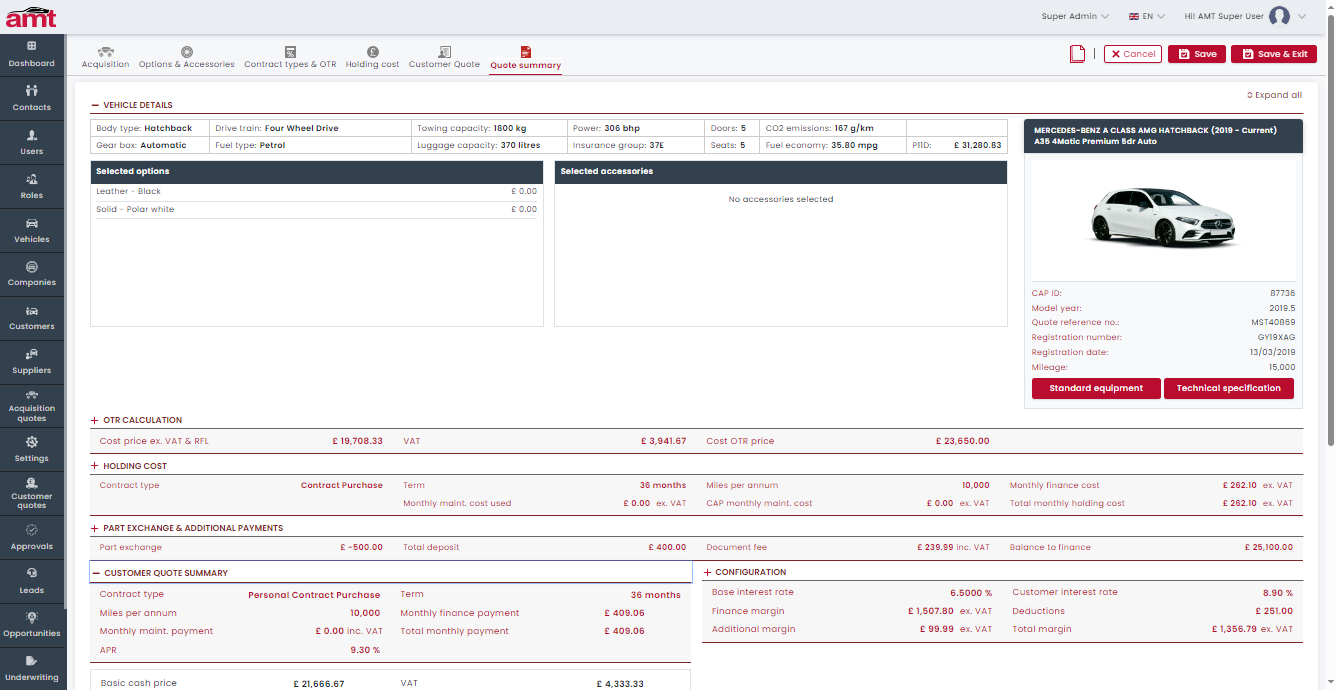 amt
Super Admin
EN
Hi! AMT Super User
Dashboard
Contacts
Users
Roles
Vehicles
Companies
Customers
Suppliers
Acquisition
quotes
Settings
Customer
quotes
Approvals
Leads
Opportunities
Underwriting
Acquisition
Options & Accessories
Contract types & OTR
Holding cost
Customer Quote
Quote summary
Cancel
Save
Save & Exit
Expand all
VEHICLE DETAILS
Body type: Hatchback
Drive train: Four Wheel Drive
Towing capacity: 1800 kg
Power: 306 bhp
Doors: 5
CO2 emissions: 167 g/km
Gear box: Automatic
Fuel type: Petrol
Luggage capacity: 370 litres
Insurance group: 37E
Seats: 5
Fuel economy: 35.80 mpg
P11D: £ 31,280.83
Selected options
Leather - Black £ 0.00
Solid - Polar white £ 0.00
Selected accessories
No accessories selected
MERCEDES-BENZ A CLASS AMG HATCHBACK (2019 - Current)
A35 4Matic Premium 5dr Auto
CAP ID: 87736
Model year: 2019.5
Quote reference no.: MST40869
Registration number: GY19XAG
Registration date: 13/03/2019
Mileage: 15,000
Standard equipment
Technical specification
OTR CALCULATION
Cost price ex. VAT & RFL £ 19,708.33 VAT £ 3,941.67 Cost OTR price £ 23,650.00
HOLDING COST
Contract type Contract Purchase Term 36 months Miles per annum 10,000 Monthly finance cost £ 262.10 ex. VAT
Monthly maint. cost used £ 0.00 ex. VAT CAP monthly maint. cost £ 0.00 ex. VAT Total monthly holding cost £ 262.10 ex. VAT
PART EXCHANGE & ADDITIONAL PAYMENTS
Part exchange £ -500.00 Total deposit £ 400.00 Document fee £ 239.99 inc. VAT Balance to finance £ 25,100.00
CUSTOMER QUOTE SUMMARY
Contract type Personal Contract Purchase Term 36 months
Miles per annum 10,000 Monthly finance payment £ 409.06
Monthly maint. payment £ 0.00 inc. VAT Total monthly payment £ 409.06
APR 9.30 %
Basic cash price £ 21,666.67 VAT £ 4,333.33
CONFIGURATION
Base interest rate 6.5000 % Customer interest rate 8.90 %
Finance margin £ 1,507.80 ex. VAT Deductions £ 251.00
Additional margin £ 99.99 ex. VAT Total margin £ 1,356.79 ex. VAT